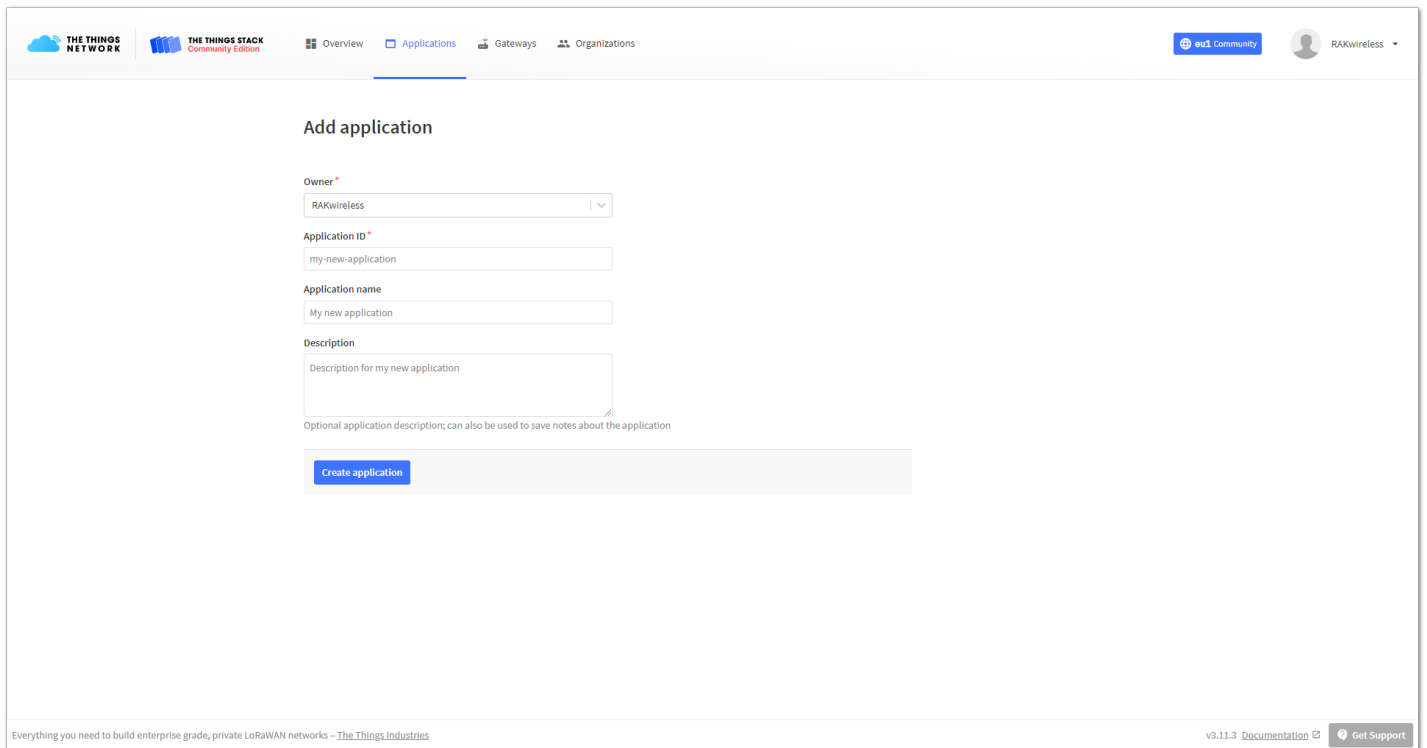 THE THINGS
NETWORK
THE THINGS STACK
Community Edition
Overview
Applications
Gateways
Organizations
eu1 Community
RAKwireless
Add application
Owner*
RAKwireless
Application ID*
my-new-application
Application name
My new application
Description
Description for my new application
Optional application description; can also be used to save notes about the application
Create application
Everything you need to build enterprise grade, private LoRaWAN networks – The Things Industries
v3.11.3
Documentation
Get Support